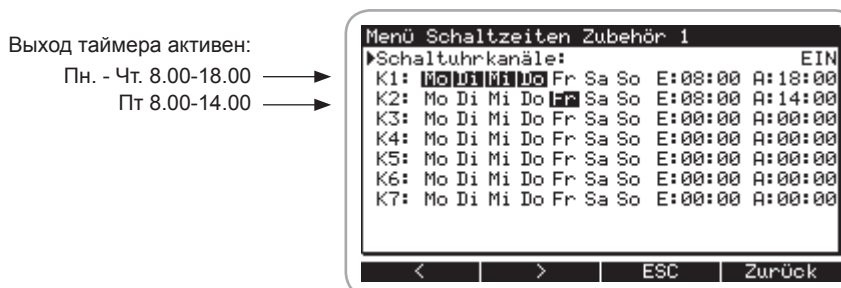 Выход таймера активен:
Пн. - Чт. 8.00-18.00
Пт 8.00-14.00
Menü Schaltzeiten Zubehör 1
▶Schaltuhrkanäle: EIN
K1: Mo Di Mi Do Fr Sa So E:08:00 A:18:00
K2: Mo Di Mi Do Fr Sa So E:08:00 A:14:00
K3: Mo Di Mi Do Fr Sa So E:00:00 A:00:00
K4: Mo Di Mi Do Fr Sa So E:00:00 A:00:00
K5: Mo Di Mi Do Fr Sa So E:00:00 A:00:00
K6: Mo Di Mi Do Fr Sa So E:00:00 A:00:00
K7: Mo Di Mi Do Fr Sa So E:00:00 A:00:00
< > ESC Zurück